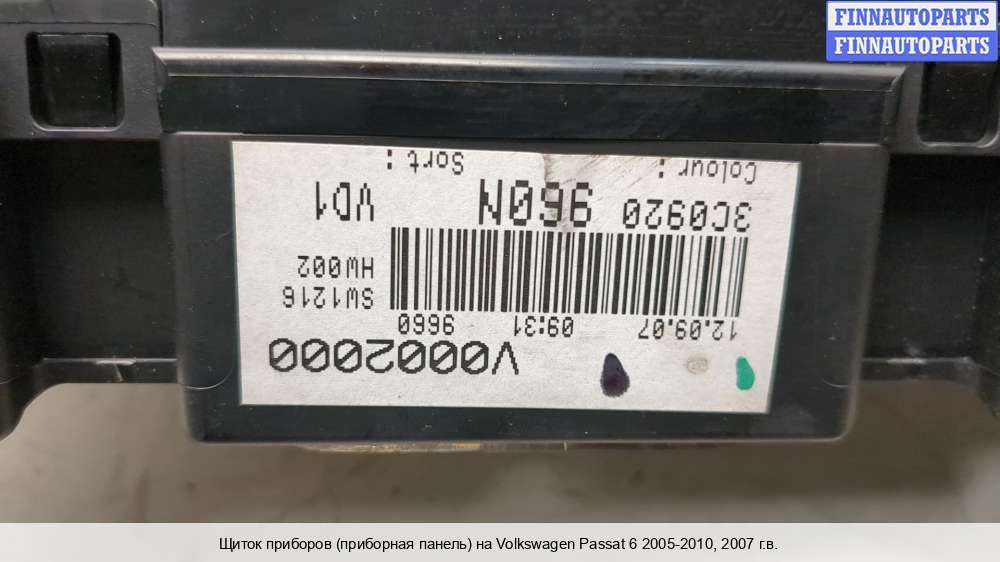 FINNAUTOPARTS
FINNAUTOPARTS
V0002000
12.09.07 09:31 9660
SW1216
HW002
3C0920 960N VD1
Colour : Sort :
Щиток приборов (приборная панель) на Volkswagen Passat 6 2005-2010, 2007 г.в.